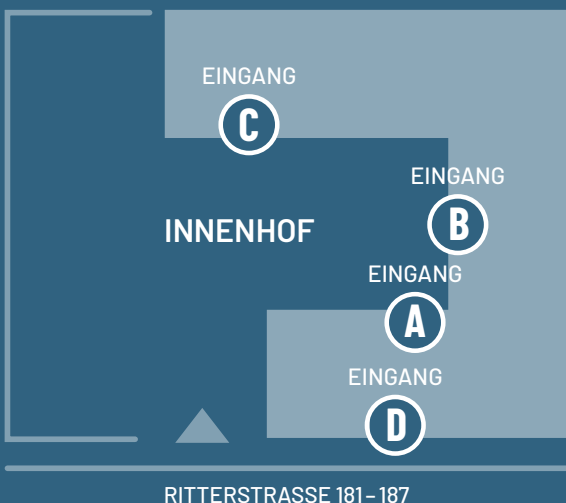 EINGANG
C
EINGANG
B
INNENHOF
EINGANG
A
EINGANG
D
RITTERSTRASSE 181–187